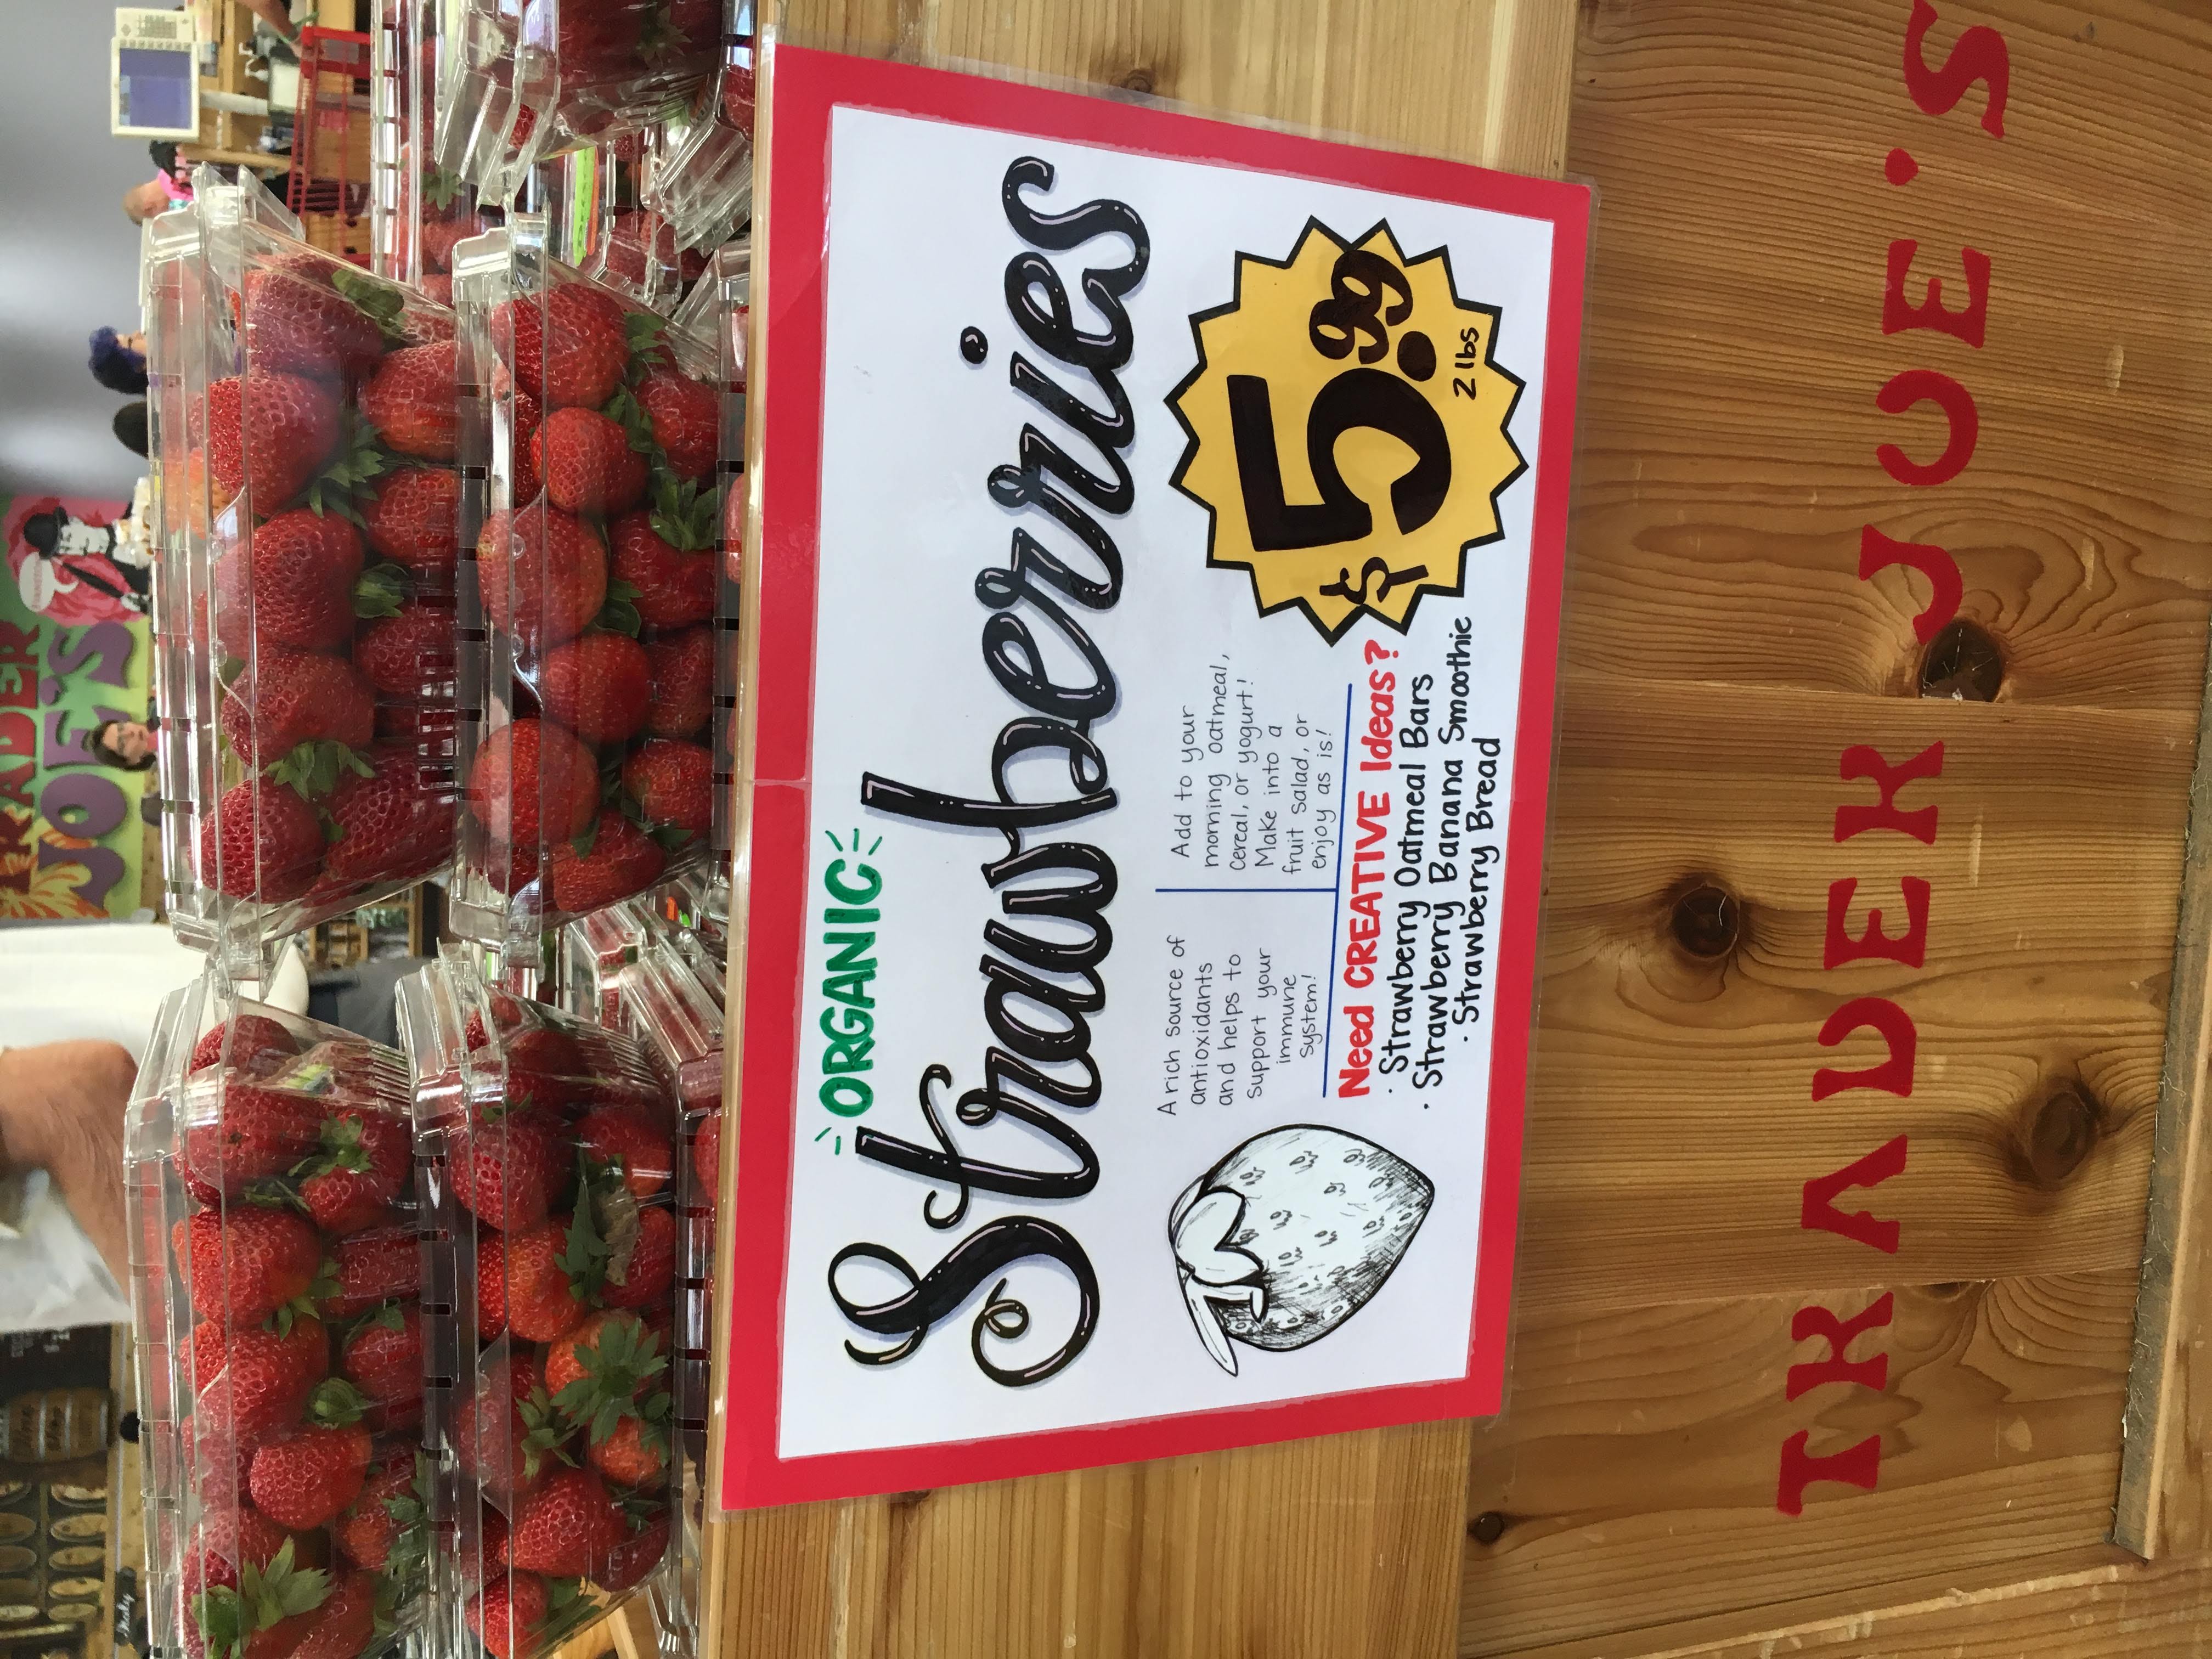 TRADER
JOE'S
Italy
ORGANIC
Strawberries
A rich source of
antioxidants
and helps to
support your
immune
system!
Add to your
morning oatmeal,
cereal, or yogurt!
Make into a
fruit salad, or
enjoy as is!
Need CREATIVE Ideas?
· Strawberry Oatmeal Bars
· Strawberry Banana Smoothie
· Strawberry Bread
$5.99
2 lbs
TRADER JOE'S